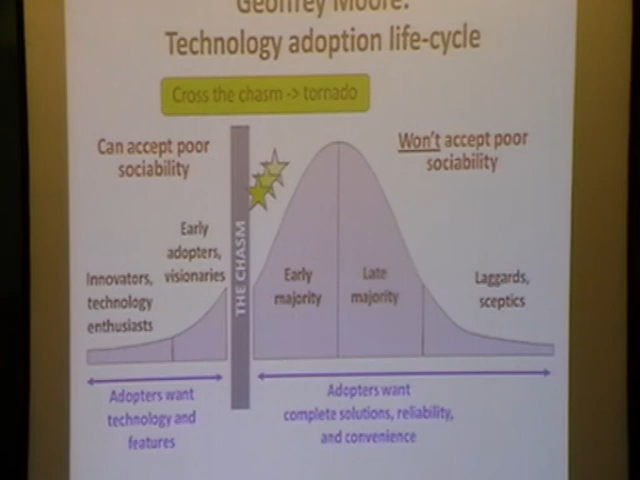 Geoffrey Moore:
Technology adoption life-cycle
Cross the chasm -> tornado
Can accept poor
sociability
Won't accept poor
sociability
Early
adopters,
visionaries
Innovators,
technology
enthusiasts
THE CHASM
Early
majority
Late
majority
Laggards,
sceptics
Adopters want
technology and
features
Adopters want
complete solutions, reliability,
and convenience